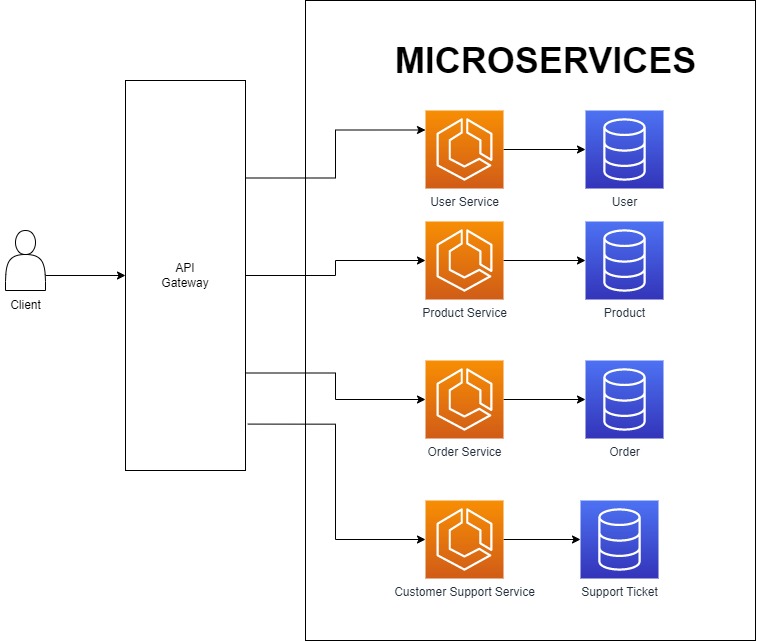 MICROSERVICES
Client
API
Gateway
User Service
User
Product Service
Product
Order Service
Order
Customer Support Service
Support Ticket